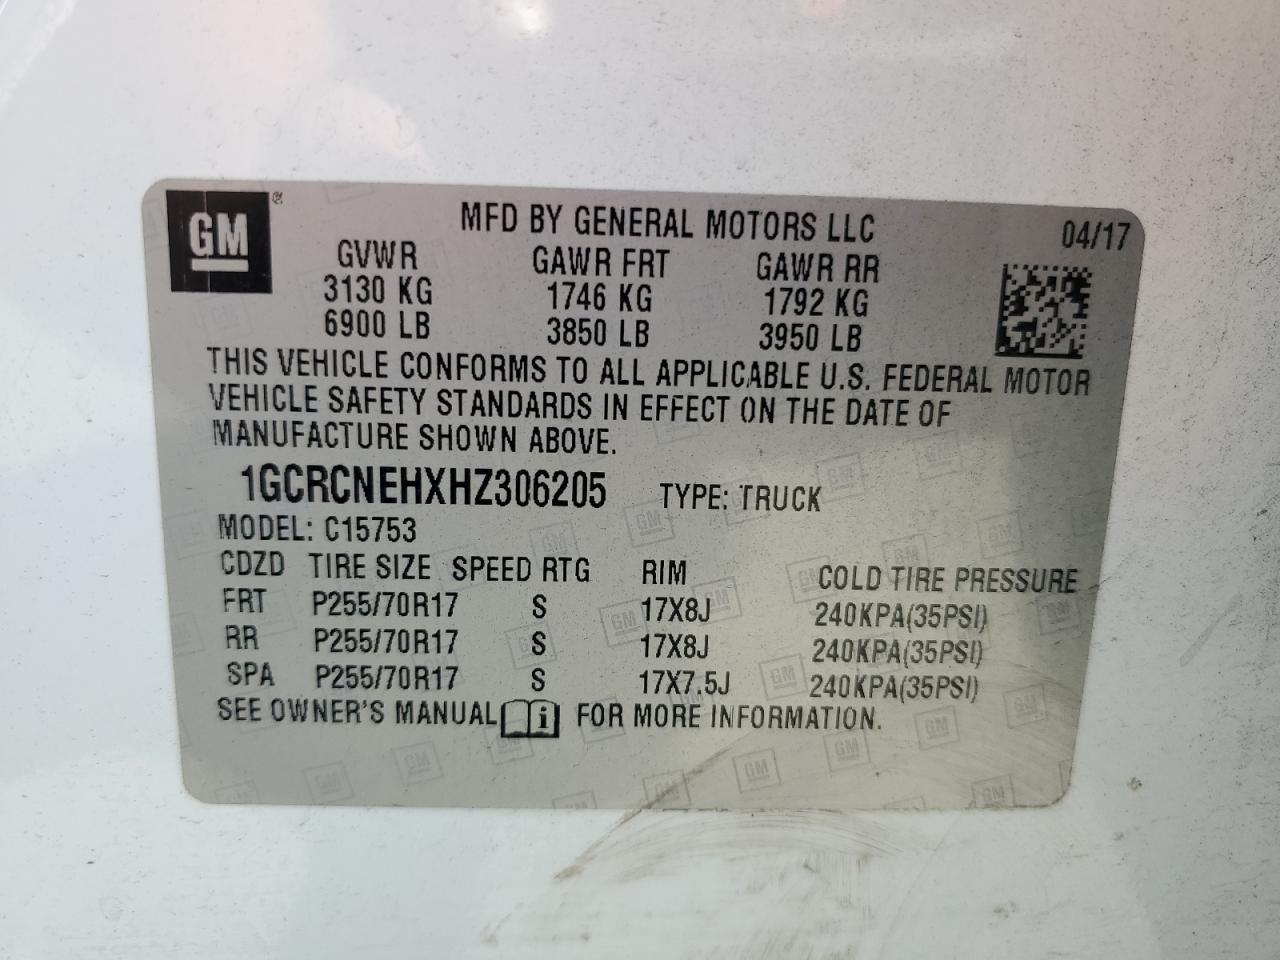 GM ®
MFD BY GENERAL MOTORS LLC 04/17
GVWR GAWR FRT GAWR RR
3130 KG 1746 KG 1792 KG
6900 LB 3850 LB 3950 LB
THIS VEHICLE CONFORMS TO ALL APPLICABLE U.S. FEDERAL MOTOR
VEHICLE SAFETY STANDARDS IN EFFECT ON THE DATE OF
MANUFACTURE SHOWN ABOVE.
1GCRCNEHXHZ306205 TYPE: TRUCK
MODEL: C15753
CDZD TIRE SIZE SPEED RTG RIM COLD TIRE PRESSURE
FRT P255/70R17 S 17X8J 240KPA(35PSI)
RR P255/70R17 S 17X8J 240KPA(35PSI)
SPA P255/70R17 S 17X7.5J 240KPA(35PSI)
SEE OWNER'S MANUAL i FOR MORE INFORMATION.